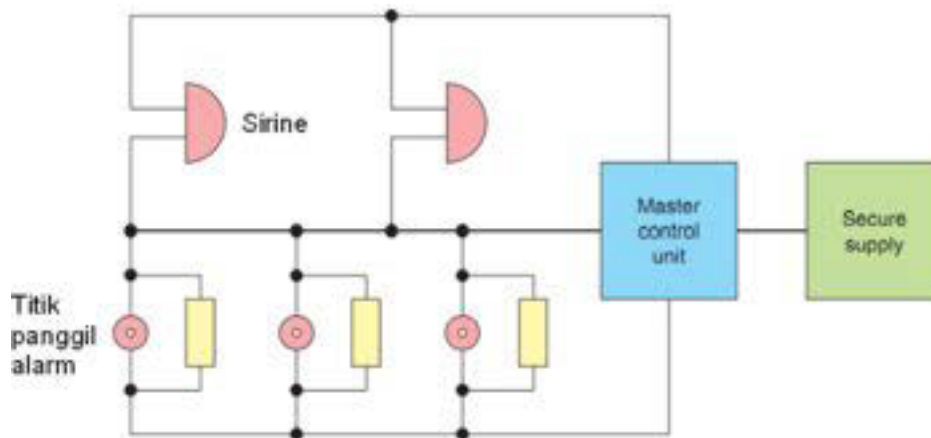 Sirine
Master
control
unit
Secure
supply
Titik
panggil
alarm